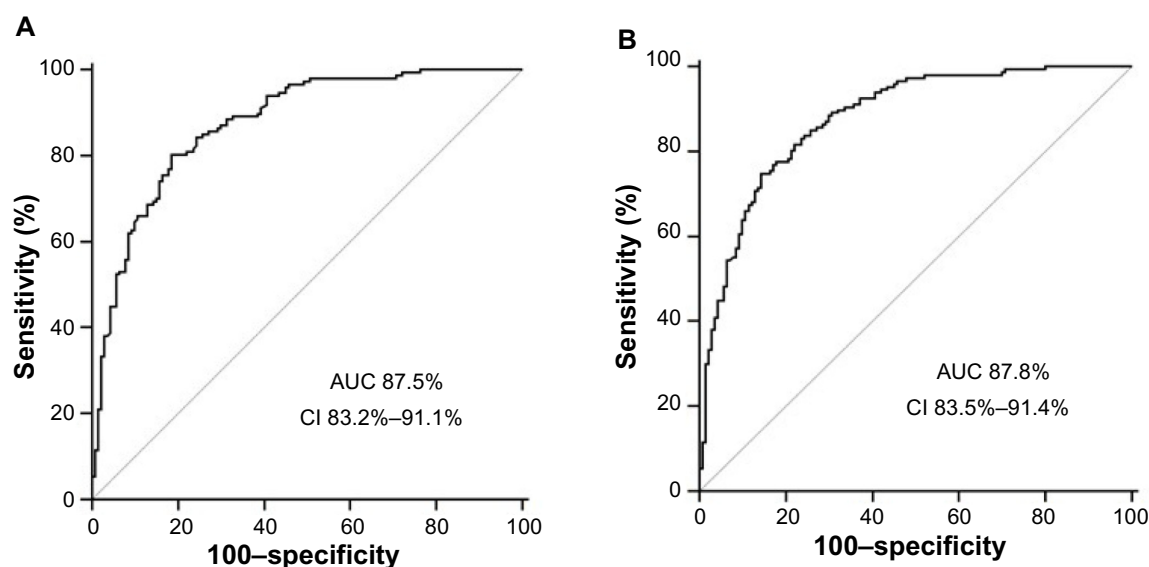 A
100
80
60
40
20
0
Sensitivity (%)
AUC 87.5%
CI 83.2%–91.1%
0 20 40 60 80 100
100–specificity
B
100
80
60
40
20
0
Sensitivity (%)
AUC 87.8%
CI 83.5%–91.4%
0 20 40 60 80 100
100–specificity